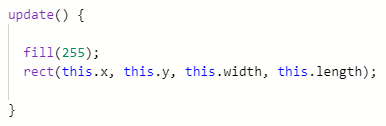 update() {
fill(255);
rect(this.x, this.y, this.width, this.length);
}